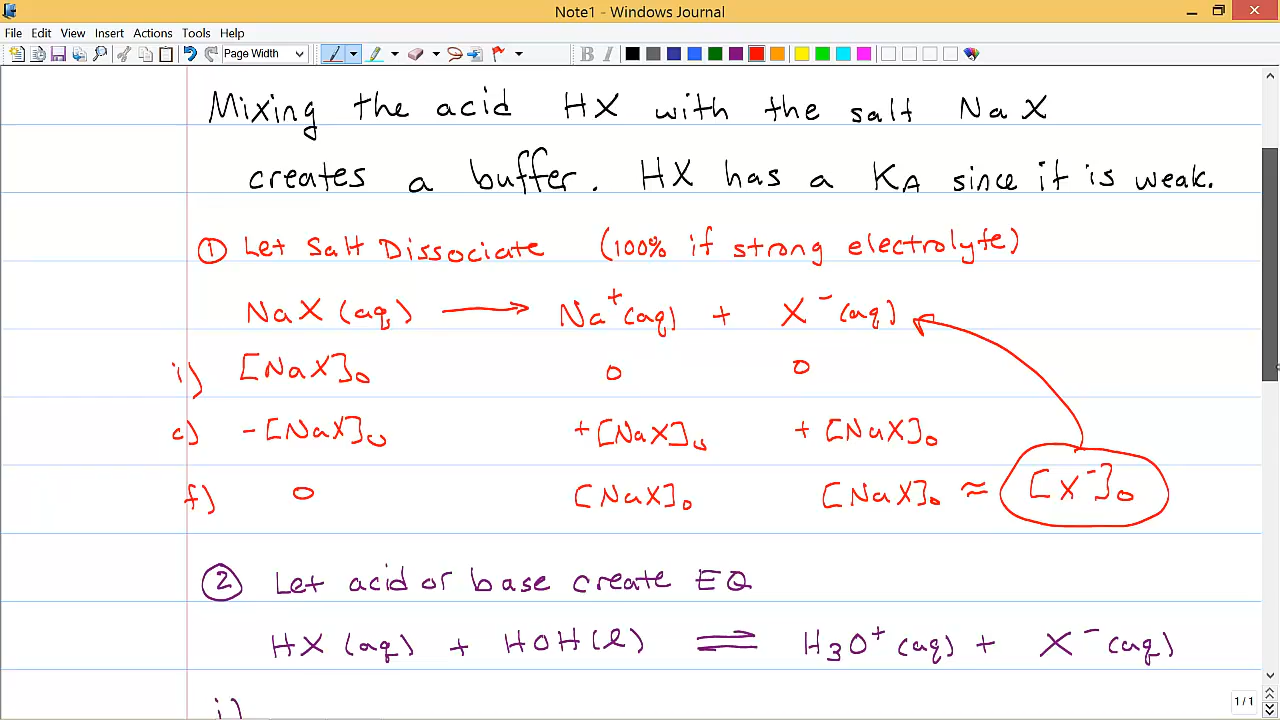 Note1 - Windows Journal
File Edit View Insert Actions Tools Help
Page Width
B I
Mixing the acid HX with the salt NaX
creates a buffer. HX has a KA since it is weak.
① Let Salt Dissociate (100% if strong electrolyte)
NaX (aq) → Na⁺(aq) + X⁻(aq)
i) [NaX]₀ 0 0
c) -[NaX]₀ +[NaX]₀ +[NaX]₀
f) 0 [NaX]₀ [NaX]₀ ≈ [X⁻]₀
② Let acid or base create EQ
HX (aq) + HOH(l) ⇌ H₃O⁺(aq) + X⁻(aq)
i)
1 / 1